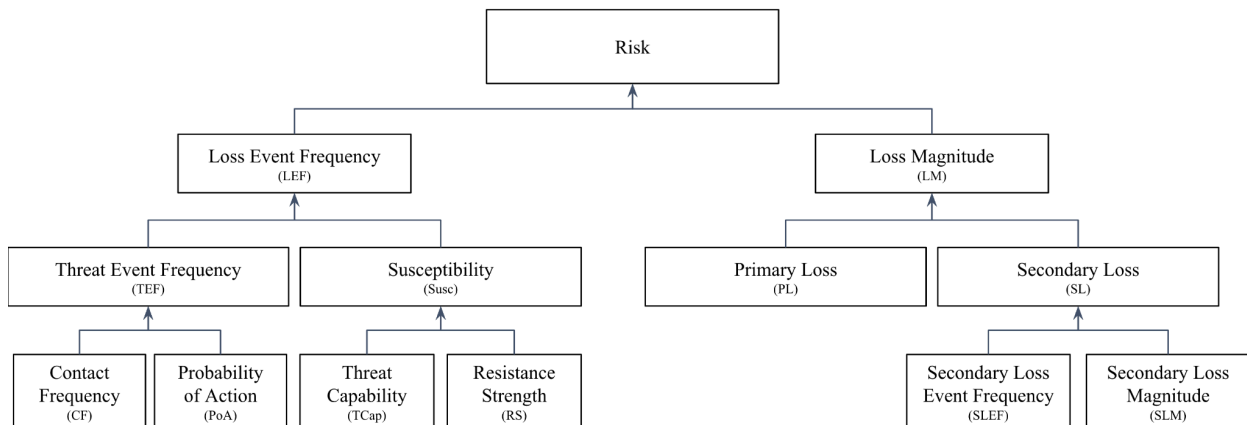 Risk
Loss Event Frequency
(LEF)
Loss Magnitude
(LM)
Threat Event Frequency
(TEF)
Susceptibility
(Susc)
Primary Loss
(PL)
Secondary Loss
(SL)
Contact
Frequency
(CF)
Probability
of Action
(PoA)
Threat
Capability
(TCap)
Resistance
Strength
(RS)
Secondary Loss
Event Frequency
(SLEF)
Secondary Loss
Magnitude
(SLM)